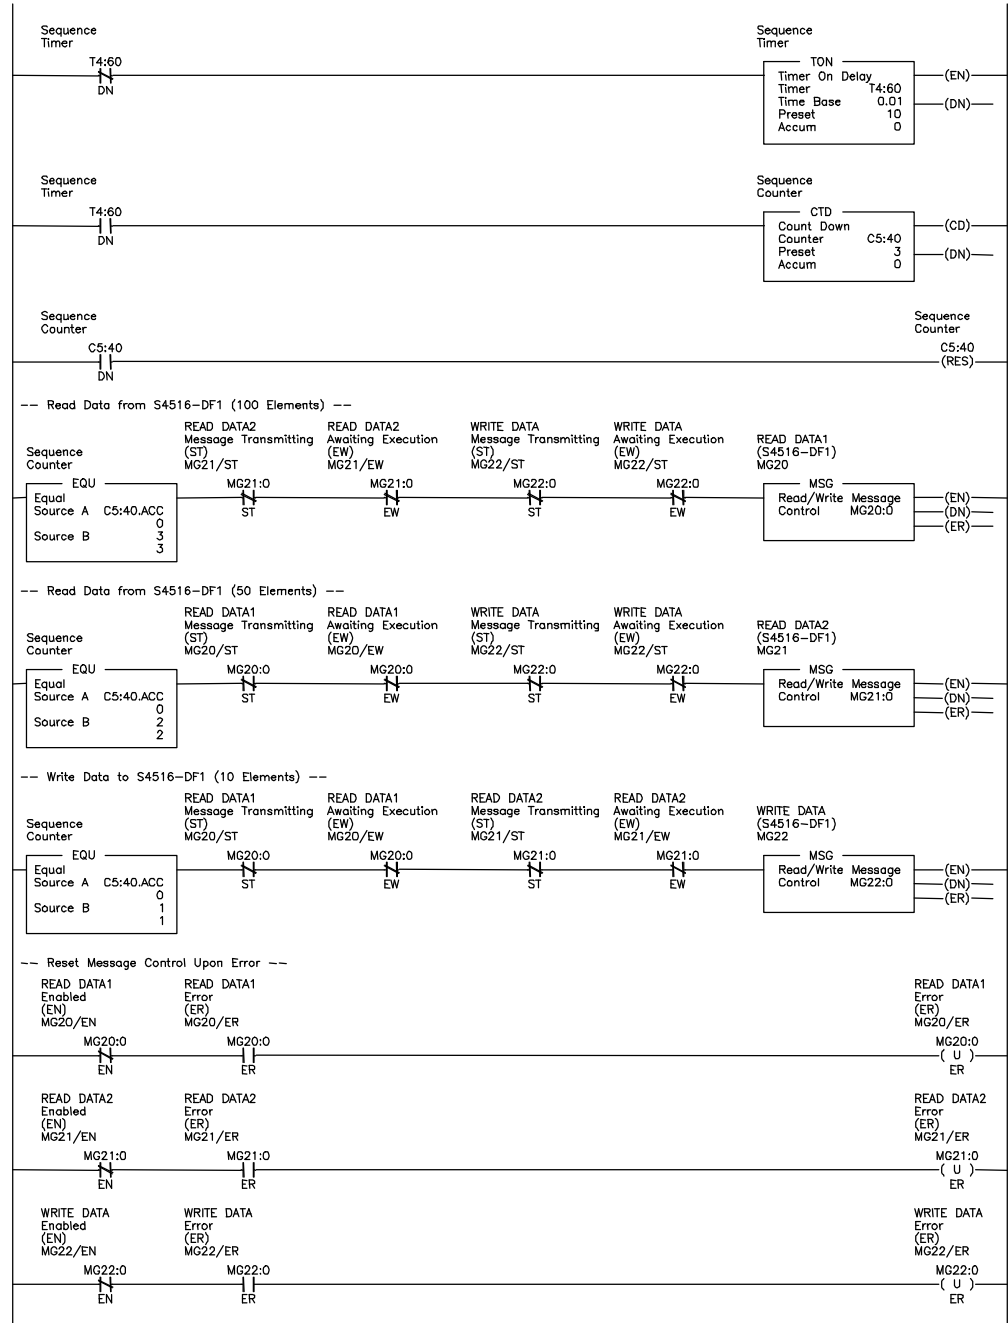 Sequence Sequence
Timer Timer
T4:60 TON
DN Timer On Delay (EN)
Timer T4:60
Time Base 0.01 (DN)
Preset 10
Accum 0
Sequence Sequence
Timer Counter
T4:60 CTD
DN Count Down (CD)
Counter C5:40
Preset 3 (DN)
Accum 0
Sequence Sequence
Counter Counter
C5:40 C5:40
DN (RES)
-- Read Data from S4516-DF1 (100 Elements) --
READ DATA2 READ DATA2 WRITE DATA WRITE DATA
Message Transmitting Awaiting Execution Message Transmitting Awaiting Execution READ DATA1
Sequence (ST) (EW) (ST) (EW) (S4516-DF1)
Counter MG21/ST MG21/EW MG22/ST MG22/ST MG20
EQU MG21:0 MG21:0 MG22:0 MG22:0 MSG
Equal ST EW ST EW Read/Write Message (EN)
Source A C5:40.ACC Control MG20:0 (DN)
0 (ER)
Source B 3
3
-- Read Data from S4516-DF1 (50 Elements) --
READ DATA1 READ DATA1 WRITE DATA WRITE DATA
Message Transmitting Awaiting Execution Message Transmitting Awaiting Execution READ DATA2
Sequence (ST) (EW) (ST) (EW) (S4516-DF1)
Counter MG20/ST MG20/EW MG22/ST MG22/ST MG21
EQU MG20:0 MG20:0 MG22:0 MG22:0 MSG
Equal ST EW ST EW Read/Write Message (EN)
Source A C5:40.ACC Control MG21:0 (DN)
0 (ER)
Source B 2
2
-- Write Data to S4516-DF1 (10 Elements) --
READ DATA1 READ DATA1 READ DATA2 READ DATA2
Message Transmitting Awaiting Execution Message Transmitting Awaiting Execution WRITE DATA
Sequence (ST) (EW) (ST) (EW) (S4516-DF1)
Counter MG20/ST MG20/EW MG21/ST MG21/EW MG22
EQU MG20:0 MG20:0 MG21:0 MG21:0 MSG
Equal ST EW ST EW Read/Write Message (EN)
Source A C5:40.ACC Control MG22:0 (DN)
0 (ER)
Source B 1
1
-- Reset Message Control Upon Error --
READ DATA1 READ DATA1 READ DATA1
Enabled Error Error
(EN) (ER) (ER)
MG20/EN MG20/ER MG20/ER
MG20:0 MG20:0 MG20:0
( U )
EN ER ER
READ DATA2 READ DATA2 READ DATA2
Enabled Error Error
(EN) (ER) (ER)
MG21/EN MG21/ER MG21/ER
MG21:0 MG21:0 MG21:0
( U )
EN ER ER
WRITE DATA WRITE DATA WRITE DATA
Enabled Error Error
(EN) (ER) (ER)
MG22/EN MG22/ER MG22/ER
MG22:0 MG22:0 MG22:0
( U )
EN ER ER